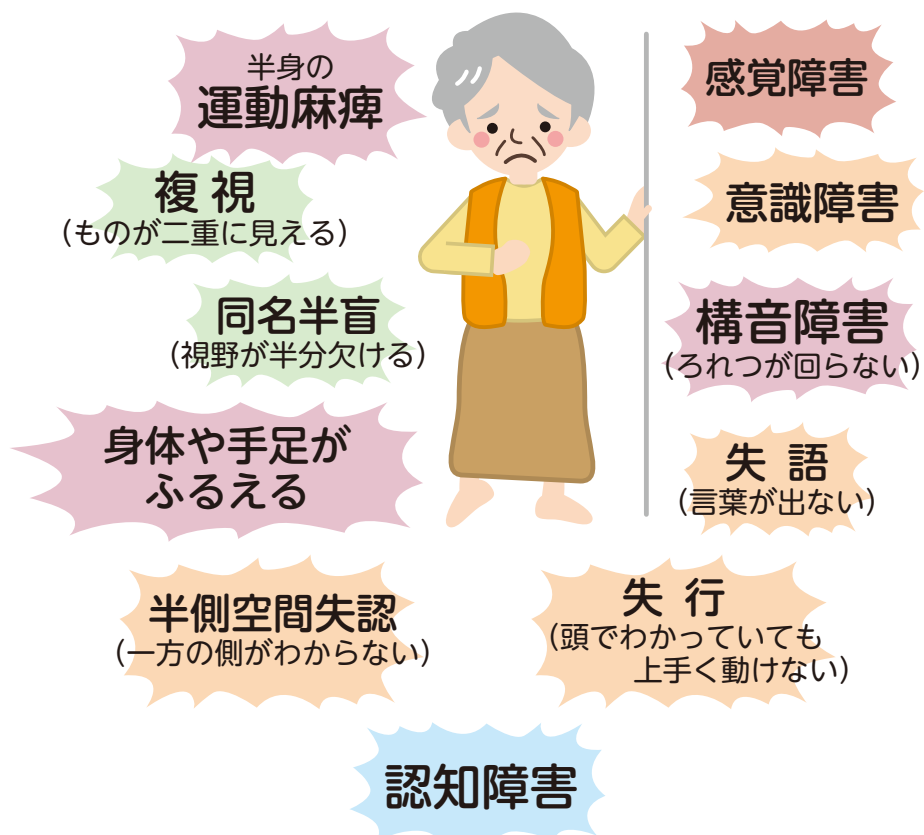 半身の
運動麻痺
複視
（ものが二重に見える）
同名半盲
（視野が半分欠ける）
身体や手足が
ふるえる
半側空間失認
（一方の側がわからない）
感覚障害
意識障害
構音障害
（ろれつが回らない）
失語
（言葉が出ない）
失行
（頭でわかっていても
上手く動けない）
認知障害